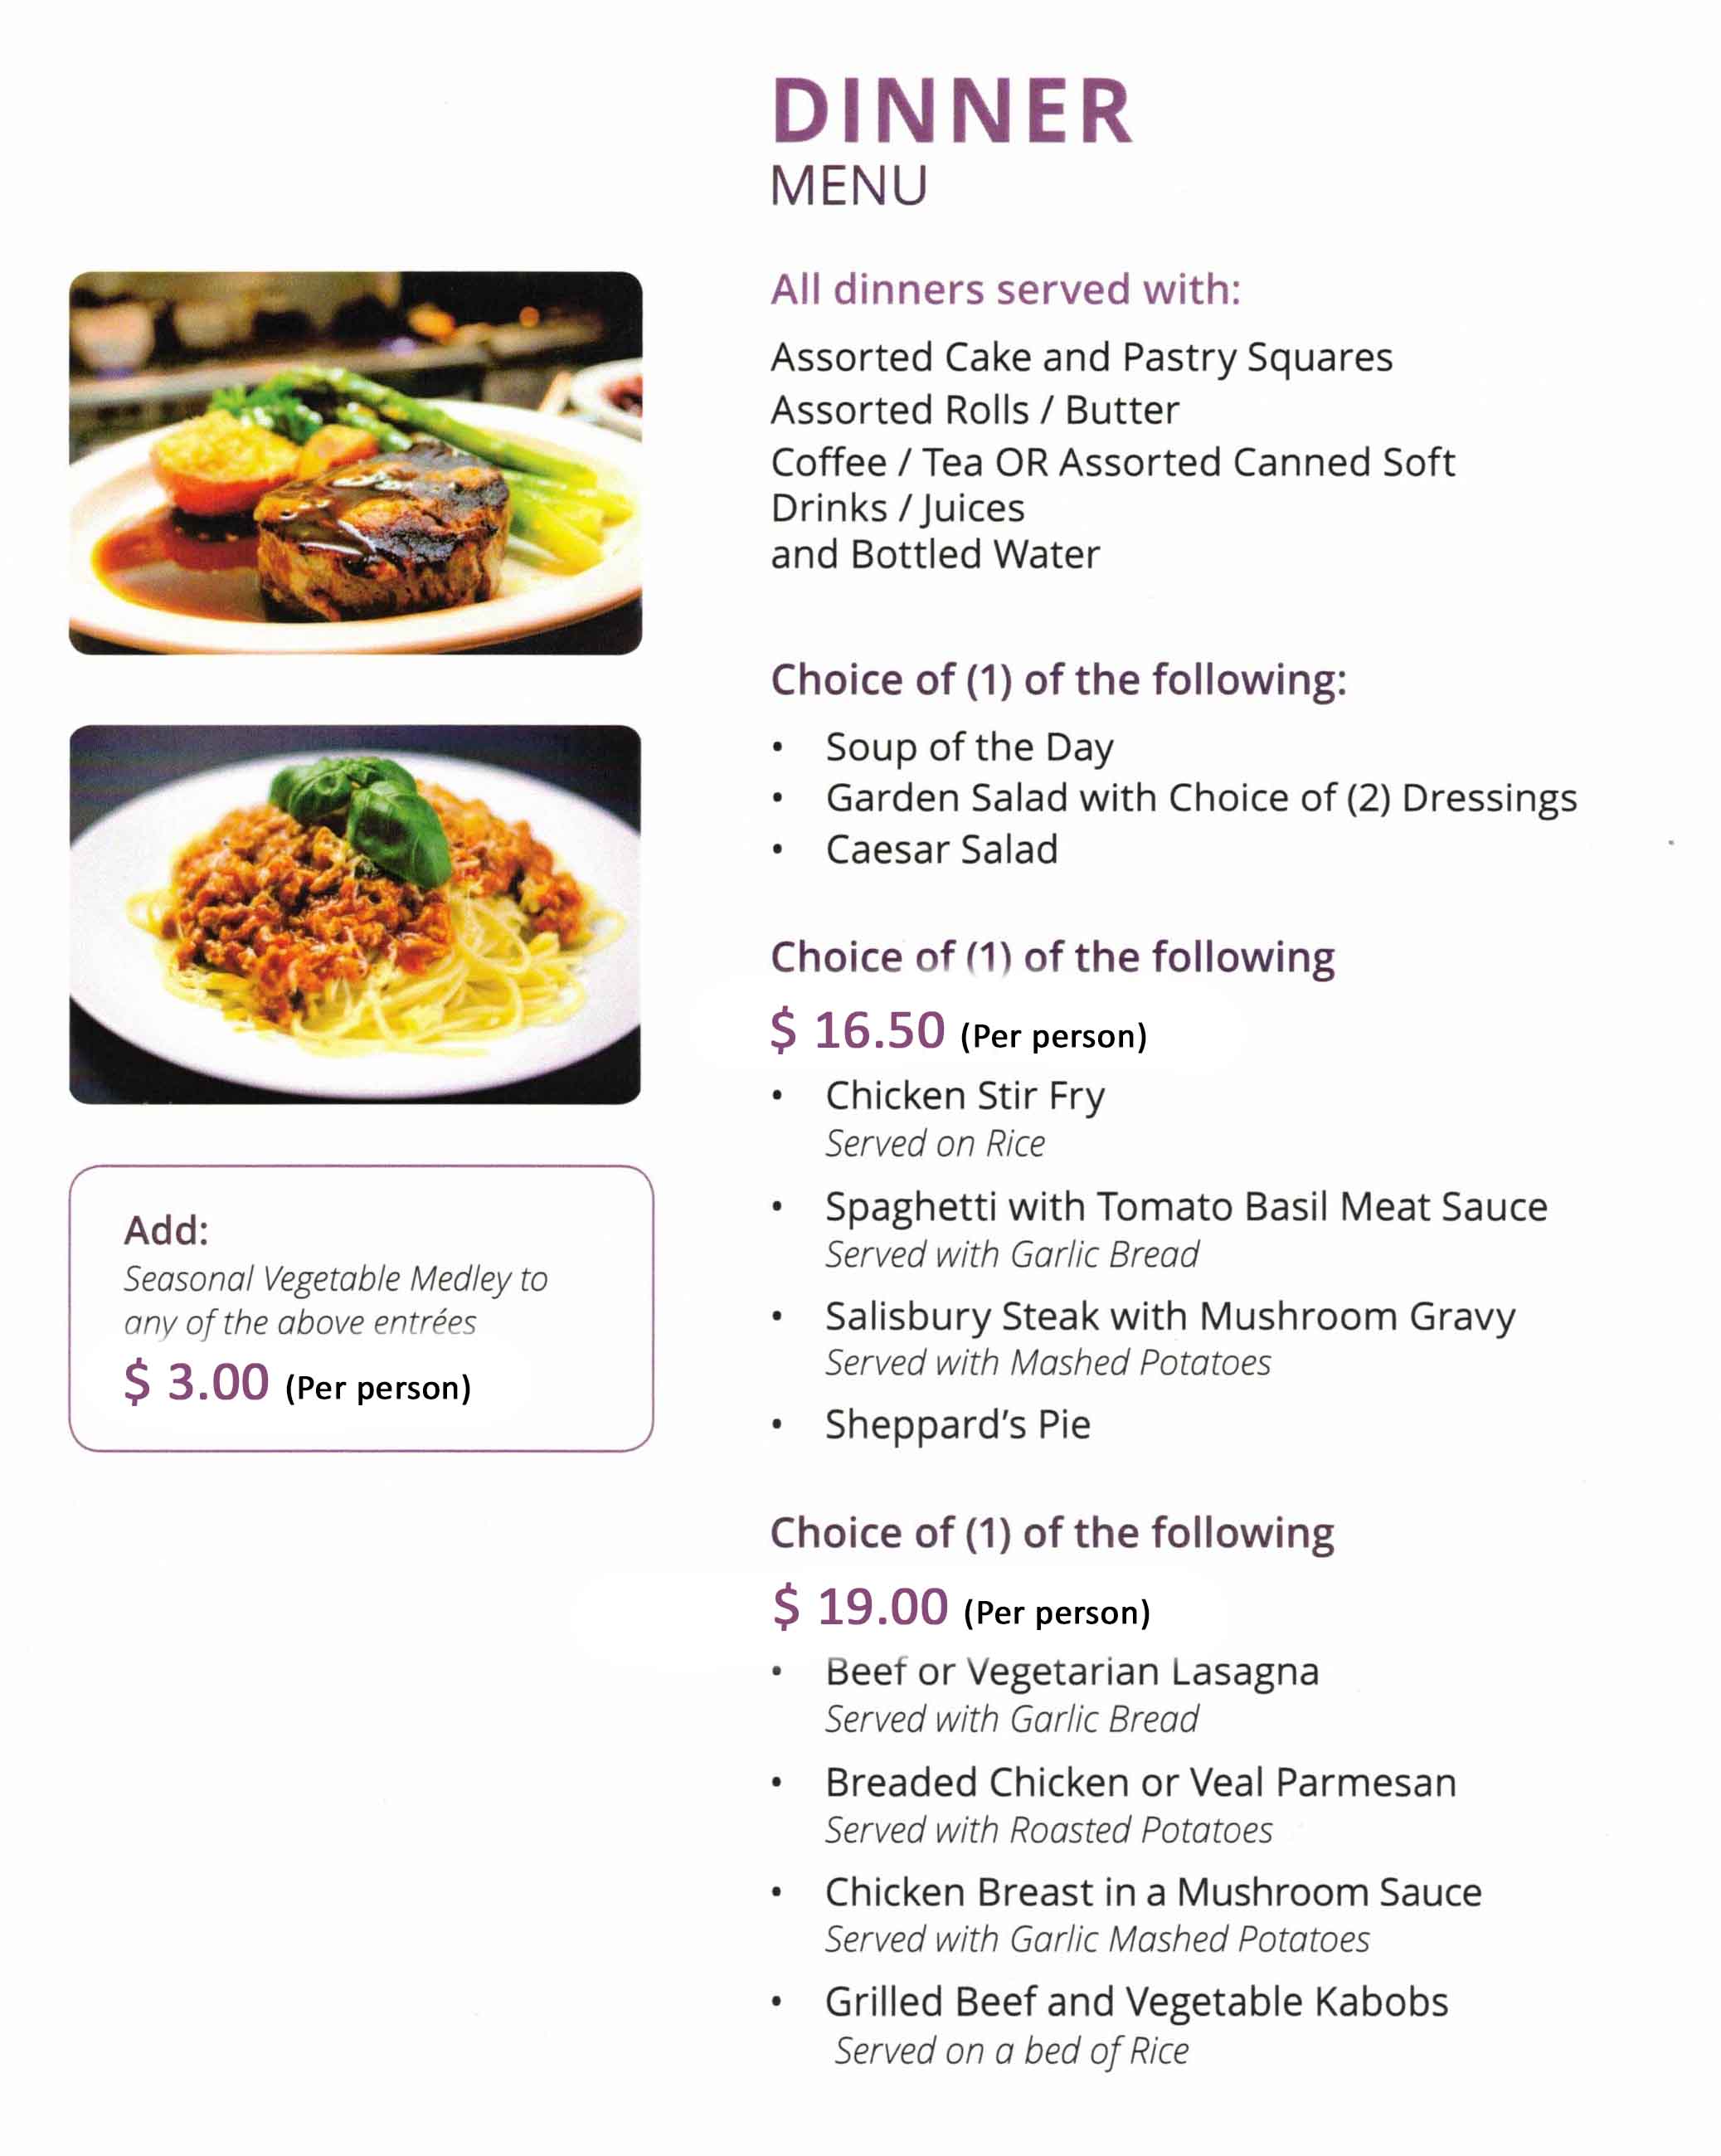 DINNER
MENU
All dinners served with:
Assorted Cake and Pastry Squares
Assorted Rolls / Butter
Coffee / Tea OR Assorted Canned Soft
Drinks / Juices
and Bottled Water
Choice of (1) of the following:
• Soup of the Day
• Garden Salad with Choice of (2) Dressings
• Caesar Salad
Choice of (1) of the following
$ 16.50 (Per person)
• Chicken Stir Fry
Served on Rice
• Spaghetti with Tomato Basil Meat Sauce
Served with Garlic Bread
• Salisbury Steak with Mushroom Gravy
Served with Mashed Potatoes
• Sheppard's Pie
Choice of (1) of the following
$ 19.00 (Per person)
• Beef or Vegetarian Lasagna
Served with Garlic Bread
• Breaded Chicken or Veal Parmesan
Served with Roasted Potatoes
• Chicken Breast in a Mushroom Sauce
Served with Garlic Mashed Potatoes
• Grilled Beef and Vegetable Kabobs
Served on a bed of Rice
Add:
Seasonal Vegetable Medley to
any of the above entrées
$ 3.00 (Per person)